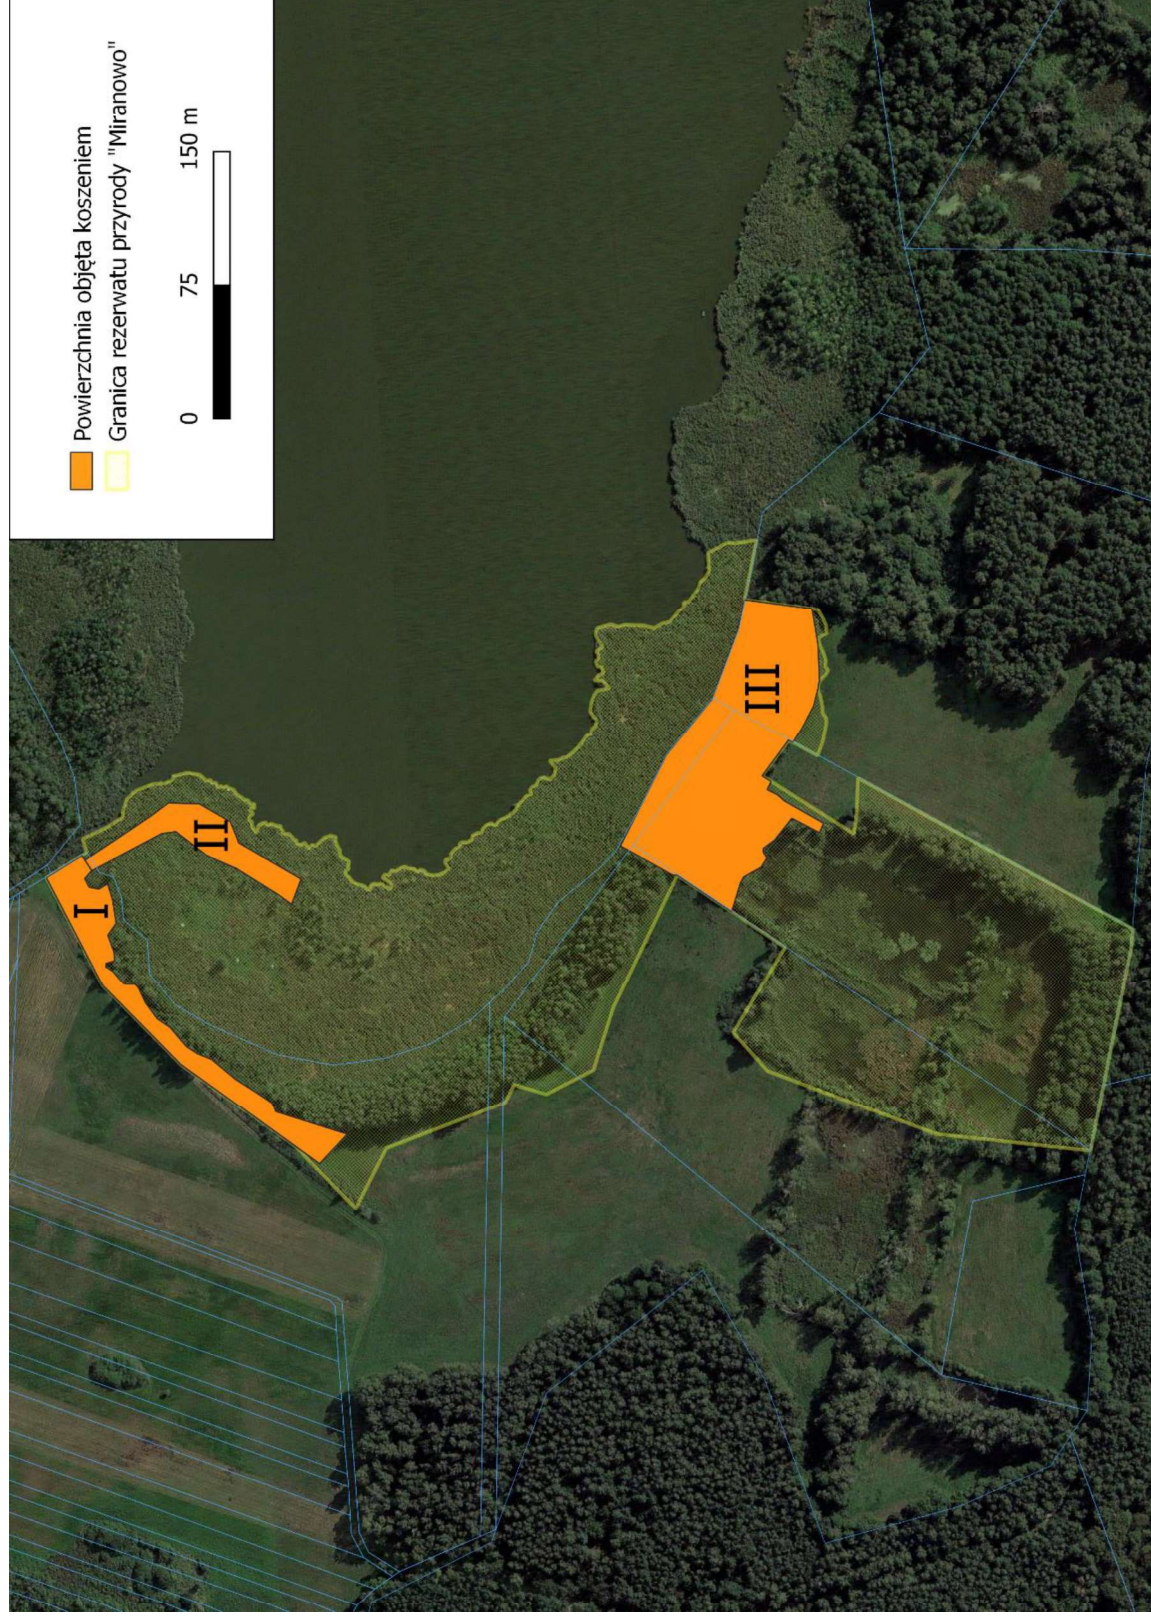 Powierzchnia objęta koszeniem
Granica rezerwatu przyrody "Miranowo"
0 75 150 m
I
II
III